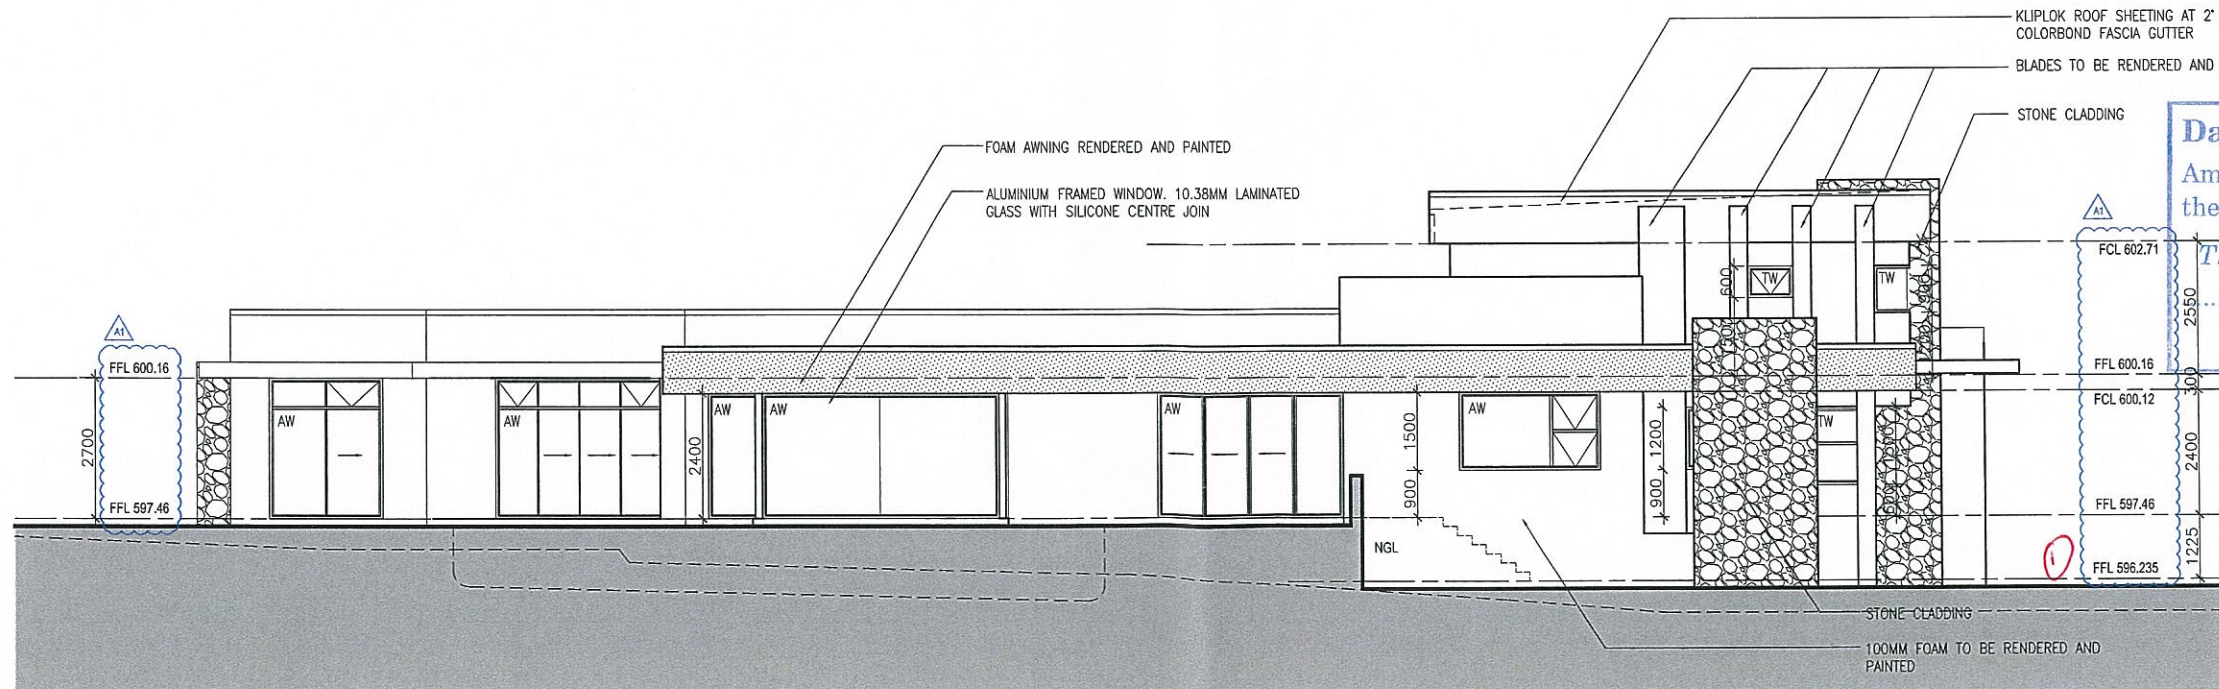 KLIPLOK ROOF SHEETING AT 2°
COLORBOND FASCIA GUTTER
BLADES TO BE RENDERED AND
STONE CLADDING
FOAM AWNING RENDERED AND PAINTED
ALUMINIUM FRAMED WINDOW. 10.38MM LAMINATED
GLASS WITH SILICONE CENTRE JOIN
the
A1
FCL 602.71
TW
TW
600
900
2550
A1
FFL 600.16
FFL 600.16
300
FCL 600.12
AW
AW
AW
AW
AW
AW
TW
2700
2400
1500
900
1200
900
2400
FFL 597.46
FFL 597.46
NGL
1225
1
FFL 596.235
STONE CLADDING
100MM FOAM TO BE RENDERED AND
PAINTED